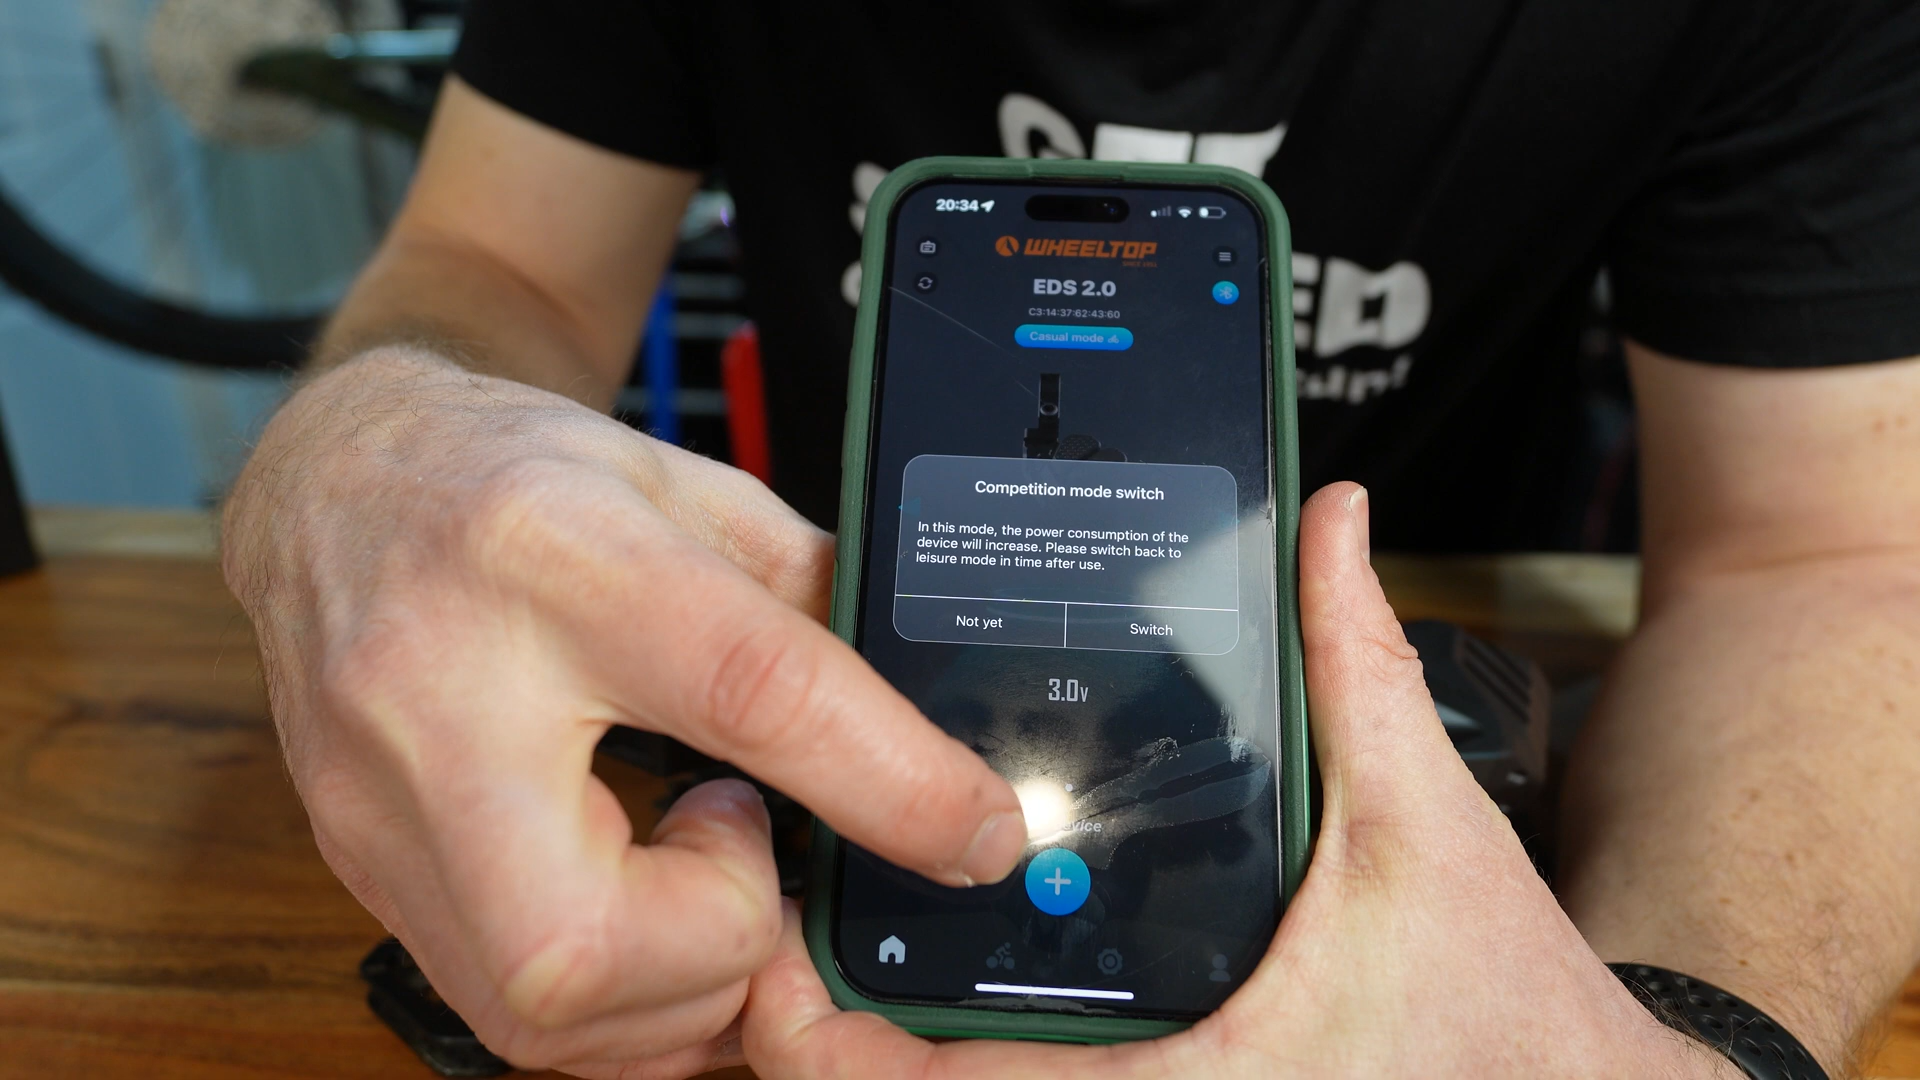 20:34
WHEELTOP
EDS 2.0
C3:14:37:62:43:60
Casual mode
Competition mode switch
In this mode, the power consumption of the
device will increase. Please switch back to
leisure mode in time after use.
Not yet
Switch
3.0v